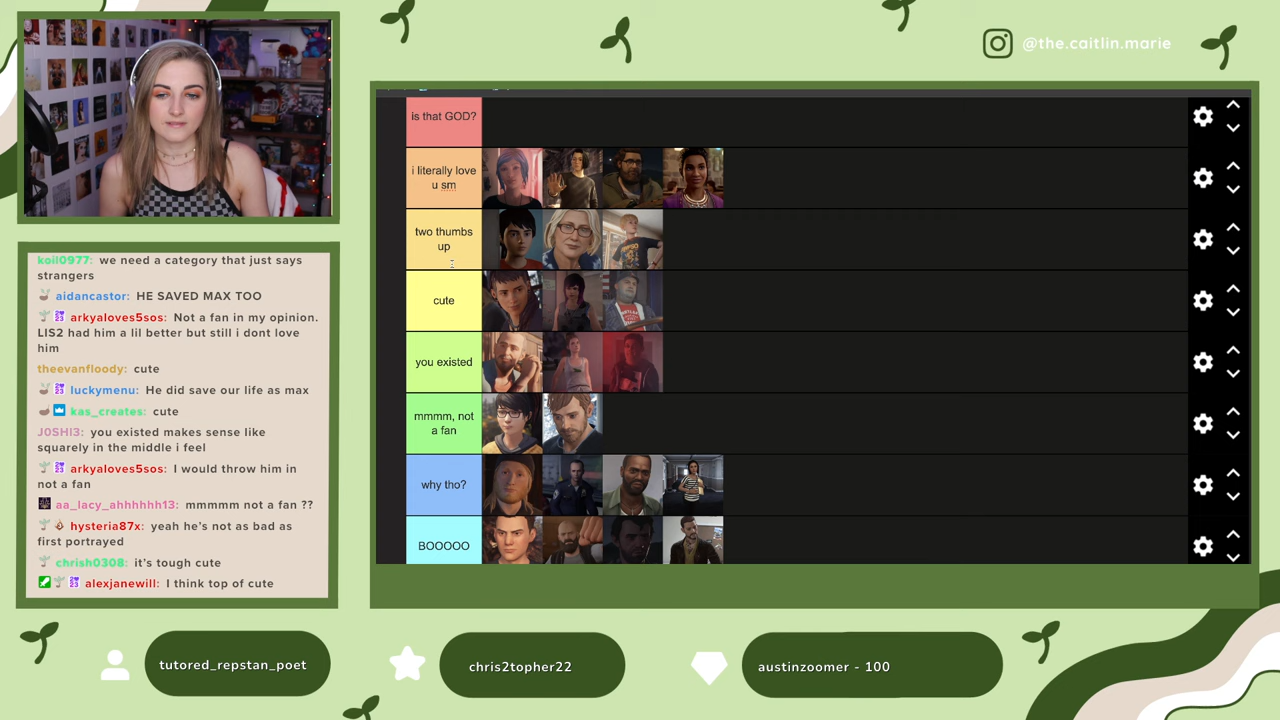 @the.caitlin.marie
koil0977: we need a category that just says
strangers
aidancastor: HE SAVED MAX TOO
arkyaloves5sos: Not a fan in my opinion.
LIS2 had him a lil better but still i dont love
him
theevanfloody: cute
luckymenu: He did save our life as max
kas_creates: cute
J0SHI3: you existed makes sense like
squarely in the middle i feel
arkyaloves5sos: I would throw him in
not a fan
aa_lacy_ahhhhhh13: mmmmm not a fan ??
hysteria87x: yeah he's not as bad as
first portrayed
chrish0308: it's tough cute
alexjanewill: I think top of cute
is that GOD?
i literally love
u sm
two thumbs
up
cute
you existed
mmmm, not
a fan
why tho?
BOOOOO
tutored_repstan_poet
chris2topher22
austinzoomer - 100